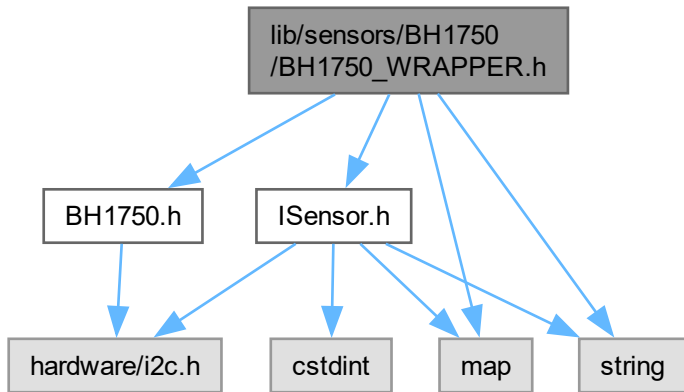 lib/sensors/BH1750
/BH1750_WRAPPER.h
BH1750.h
ISensor.h
hardware/i2c.h
cstdint
map
string